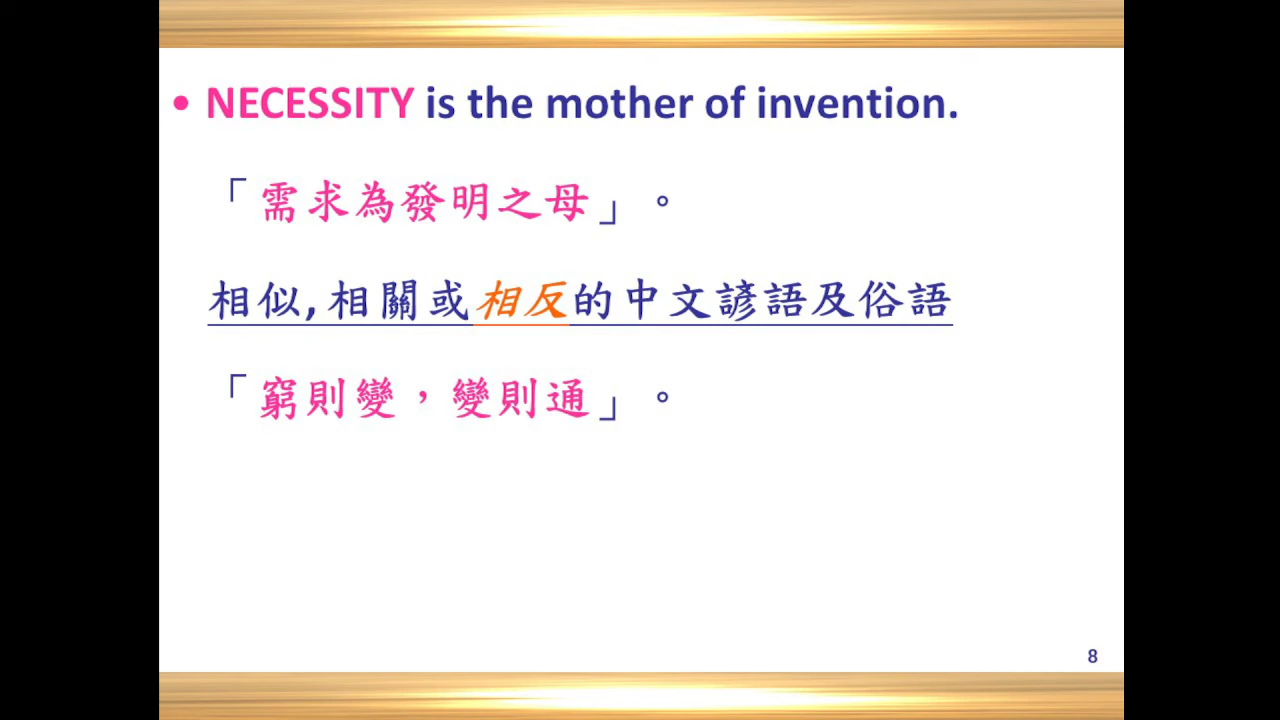 • NECESSITY is the mother of invention.
「需求為發明之母」。
相似,相關或相反的中文諺語及俗語
「窮則變,變則通」。
8